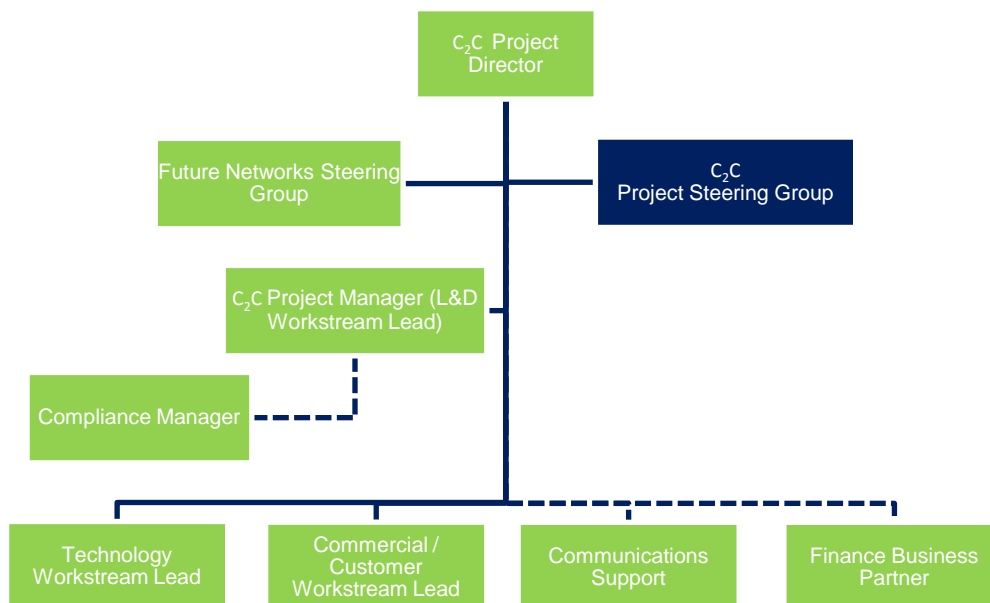 C₂C Project
Director
Future Networks Steering
Group
C₂C
Project Steering Group
C₂C Project Manager (L&D
Workstream Lead)
Compliance Manager
Technology
Workstream Lead
Commercial /
Customer
Workstream Lead
Communications
Support
Finance Business
Partner